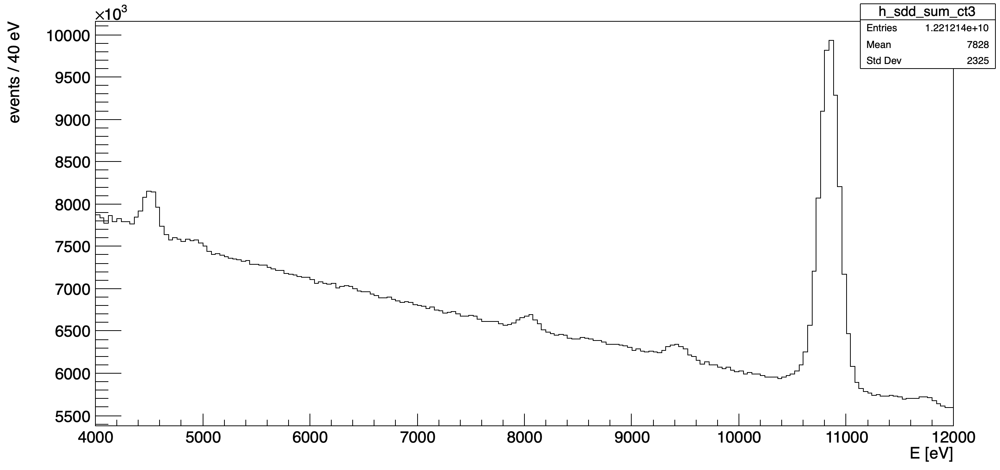 ×10³
events / 40 eV
10000
9500
9000
8500
8000
7500
7000
6500
6000
5500
4000 5000 6000 7000 8000 9000 10000 11000 12000
E [eV]
h_sdd_sum_ct3
Entries 1.221214e+10
Mean 7828
Std Dev 2325